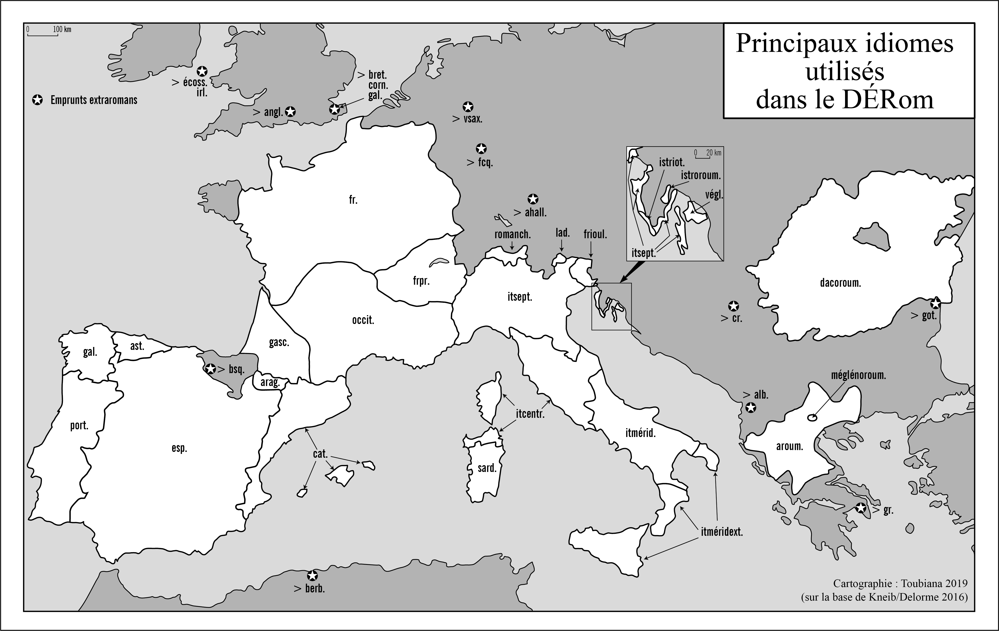 Principaux idiomes
utilisés
dans le DÉRom
0 100 km
> écoss.
irl.
Emprunts extraromans
> bret.
corn.
gal.
> angl.
> vsax.
> fcq.
> ahall.
0 20 km
istriot.
istroroum.
végl.
itsept.
fr.
romanch.
lad.
frioul.
frpr.
itsept.
dacoroum.
> cr.
> got.
occit.
gasc.
gal.
ast.
> bsq.
arag.
méglénoroum.
> alb.
itcentr.
port.
esp.
cat.
itmérid.
aroum.
sard.
> gr.
itméridext.
> berb.
Cartographie : Toubiana 2019
(sur la base de Kneib/Delorme 2016)